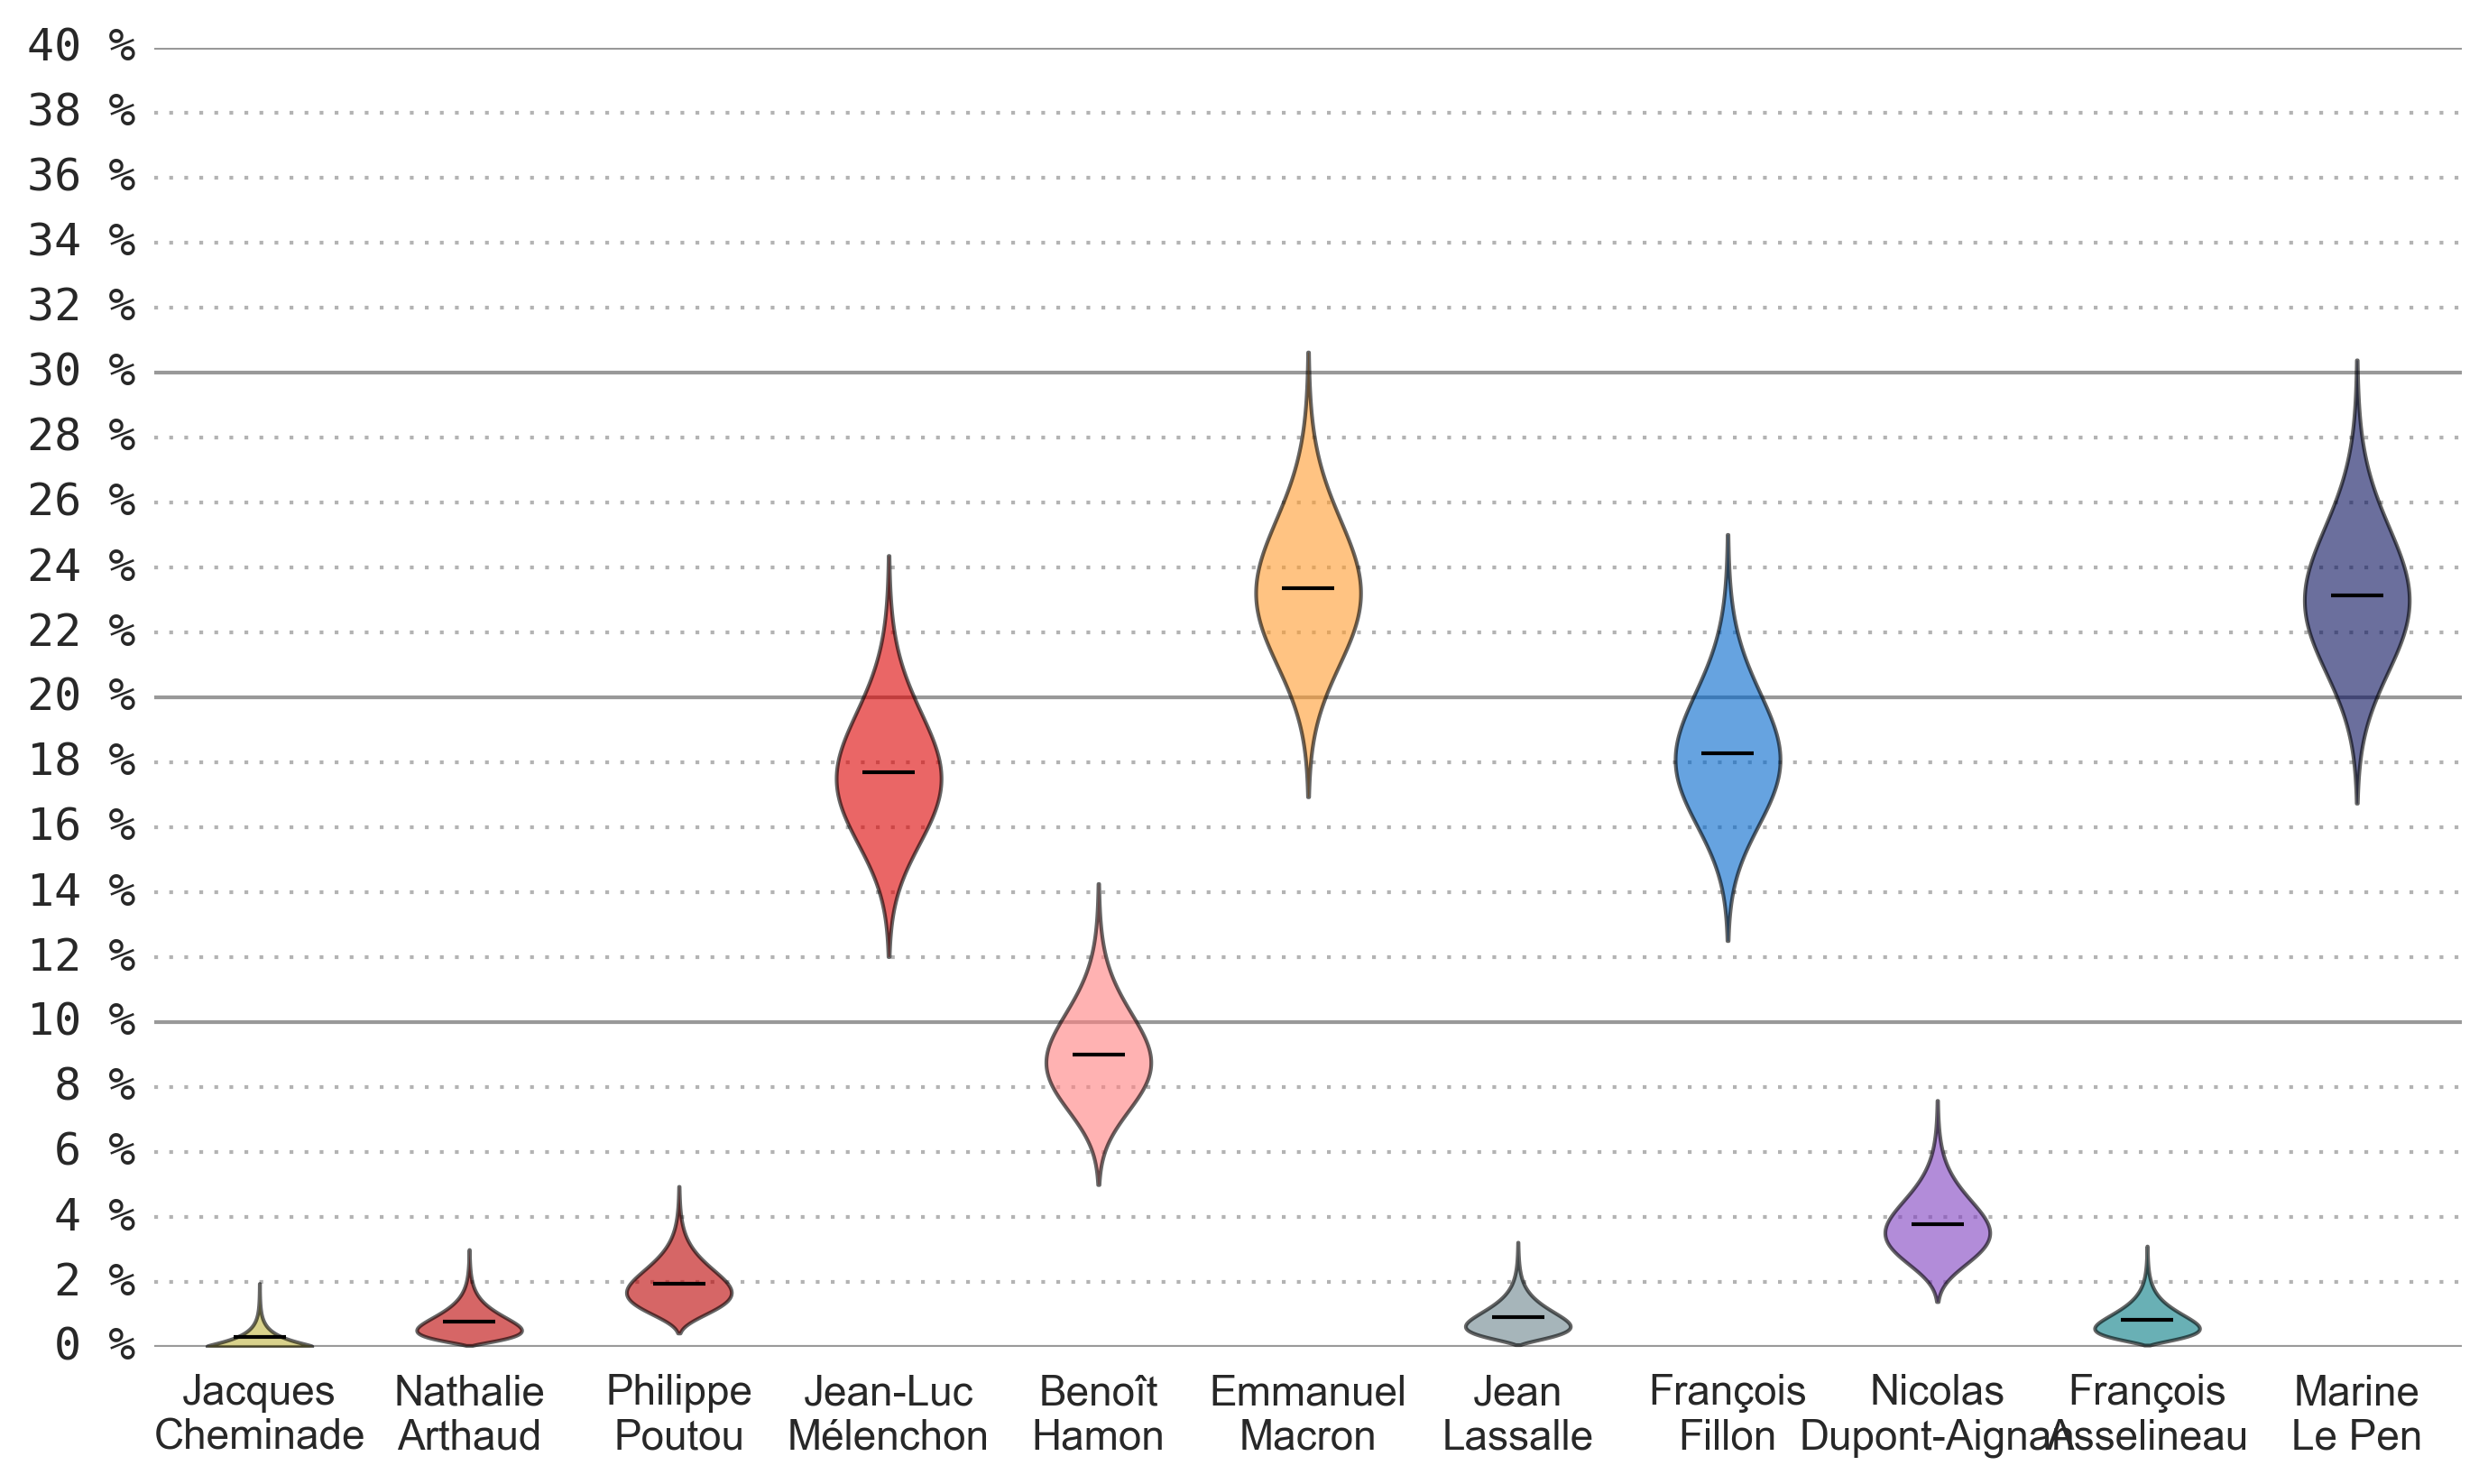 40 %
38 %
36 %
34 %
32 %
30 %
28 %
26 %
24 %
22 %
20 %
18 %
16 %
14 %
12 %
10 %
8 %
6 %
4 %
2 %
0 %
Jacques
Cheminade
Nathalie
Arthaud
Philippe
Poutou
Jean-Luc
Mélenchon
Benoît
Hamon
Emmanuel
Macron
Jean
Lassalle
François
Fillon
Nicolas
Dupont-Aignan
François
Asselineau
Marine
Le Pen